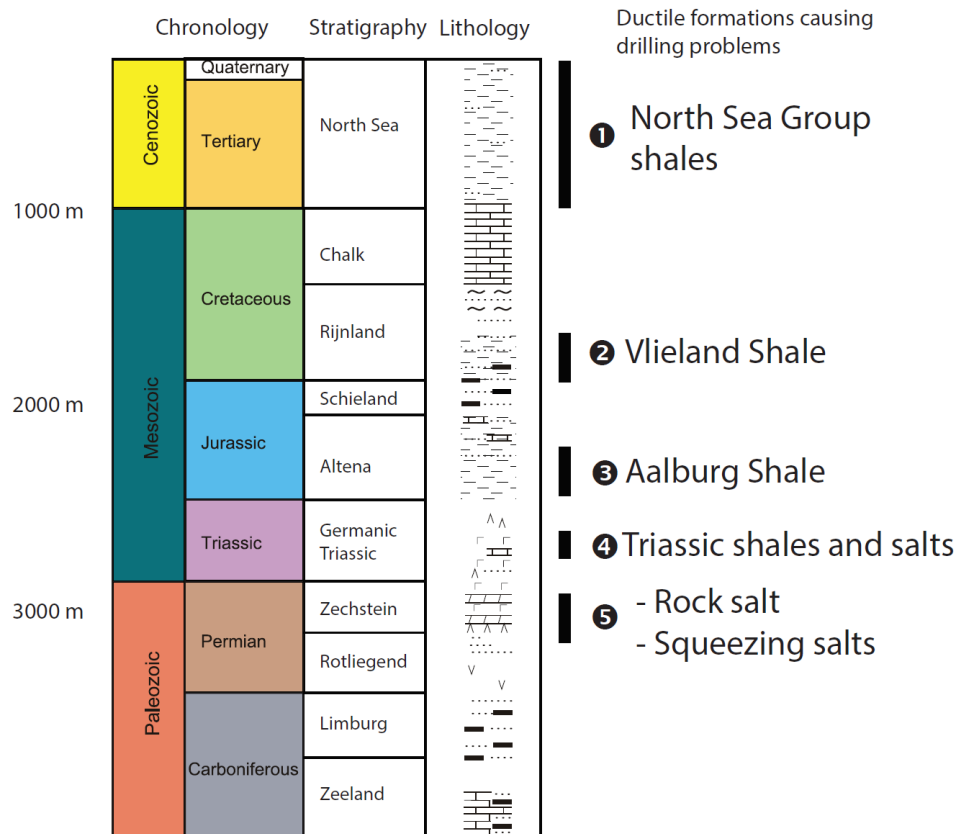 Chronology Stratigraphy Lithology
Ductile formations causing
drilling problems
Quaternary
Cenozoic
Tertiary
North Sea
❶ North Sea Group
shales
1000 m
Mesozoic
Cretaceous
Chalk
Rijnland
❷ Vlieland Shale
2000 m
Jurassic
Schieland
Altena
❸ Aalburg Shale
Triassic
Germanic
Triassic
❹ Triassic shales and salts
3000 m
Paleozoic
Permian
Zechstein
Rotliegend
❺ - Rock salt
- Squeezing salts
Carboniferous
Limburg
Zeeland